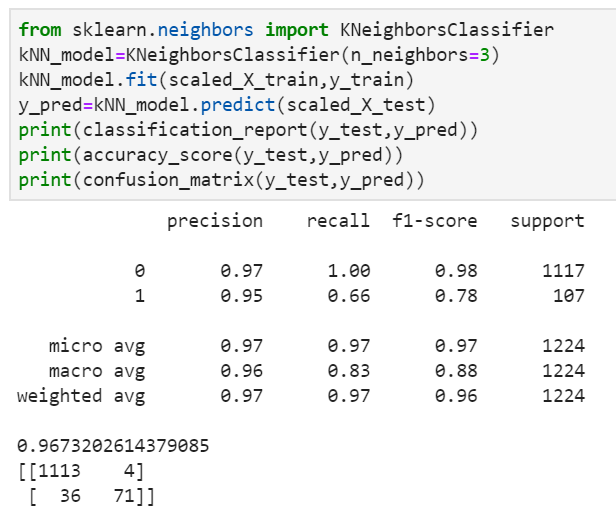 from sklearn.neighbors import KNeighborsClassifier
kNN_model=KNeighborsClassifier(n_neighbors=3)
kNN_model.fit(scaled_X_train,y_train)
y_pred=kNN_model.predict(scaled_X_test)
print(classification_report(y_test,y_pred))
print(accuracy_score(y_test,y_pred))
print(confusion_matrix(y_test,y_pred))
precision recall f1-score support
0 0.97 1.00 0.98 1117
1 0.95 0.66 0.78 107
micro avg 0.97 0.97 0.97 1224
macro avg 0.96 0.83 0.88 1224
weighted avg 0.97 0.97 0.96 1224
0.9673202614379085
[[1113 4]
[ 36 71]]